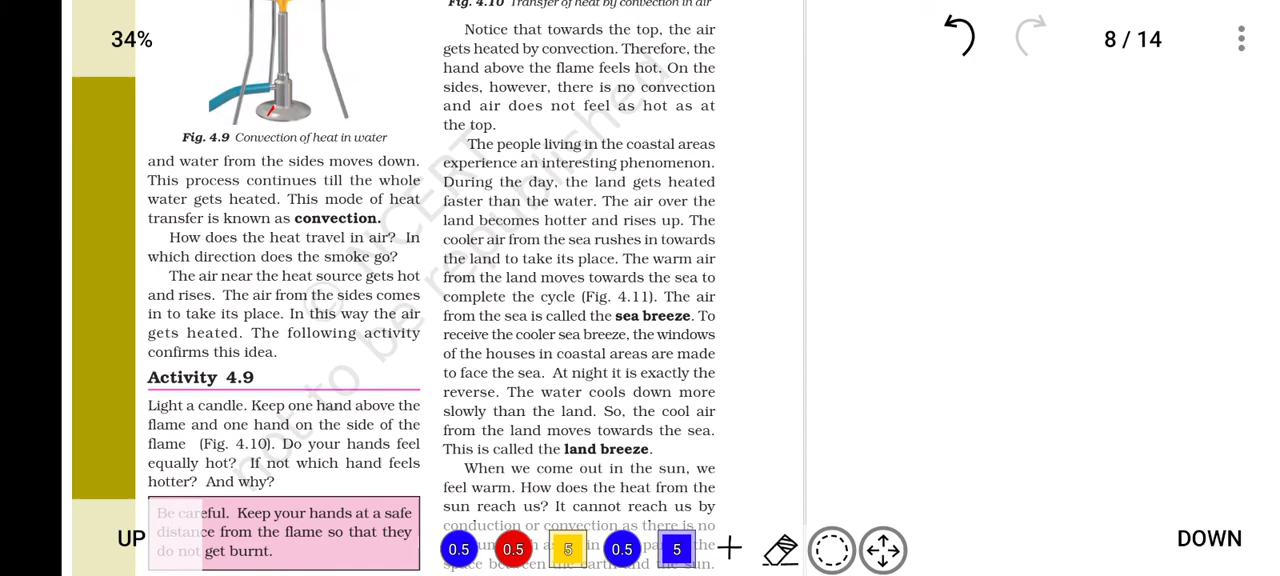 34%
8 / 14
Fig. 4.9 Convection of heat in water
and water from the sides moves down.
This process continues till the whole
water gets heated. This mode of heat
transfer is known as convection.
How does the heat travel in air? In
which direction does the smoke go?
The air near the heat source gets hot
and rises. The air from the sides comes
in to take its place. In this way the air
gets heated. The following activity
confirms this idea.
Activity 4.9
Light a candle. Keep one hand above the
flame and one hand on the side of the
flame (Fig. 4.10). Do your hands feel
equally hot? If not which hand feels
hotter? And why?
Be careful. Keep your hands at a safe
distance from the flame so that they
do not get burnt.
Fig. 4.10 Transfer of heat by convection in air
Notice that towards the top, the air
gets heated by convection. Therefore, the
hand above the flame feels hot. On the
sides, however, there is no convection
and air does not feel as hot as at
the top.
The people living in the coastal areas
experience an interesting phenomenon.
During the day, the land gets heated
faster than the water. The air over the
land becomes hotter and rises up. The
cooler air from the sea rushes in towards
the land to take its place. The warm air
from the land moves towards the sea to
complete the cycle (Fig. 4.11). The air
from the sea is called the sea breeze. To
receive the cooler sea breeze, the windows
of the houses in coastal areas are made
to face the sea. At night it is exactly the
reverse. The water cools down more
slowly than the land. So, the cool air
from the land moves towards the sea.
This is called the land breeze.
When we come out in the sun, we
feel warm. How does the heat from the
sun reach us? It cannot reach us by
conduction or convection as there is no
the
space between the earth and the sun.
© NCERT
not to be republished
UP
0.5
0.5
5
0.5
5
+
DOWN